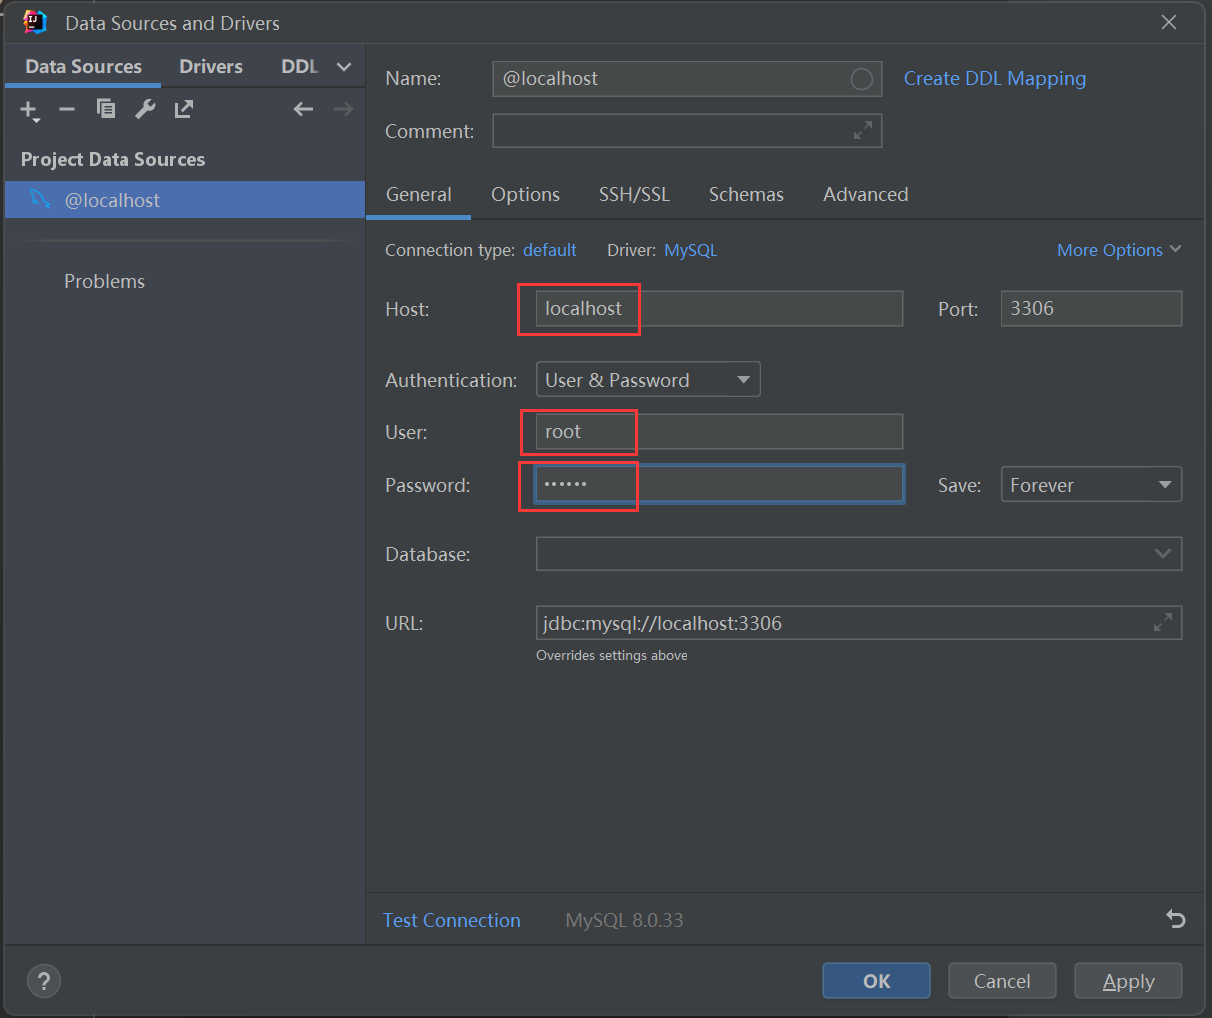 Data Sources and Drivers
Data Sources Drivers DDL
Name: @localhost Create DDL Mapping
Comment:
Project Data Sources
@localhost
Problems
General Options SSH/SSL Schemas Advanced
Connection type: default Driver: MySQL More Options
Host: localhost Port: 3306
Authentication: User & Password
User: root
Password: •••••• Save: Forever
Database:
URL: jdbc:mysql://localhost:3306
Overrides settings above
Test Connection MySQL 8.0.33
? OK Cancel Apply